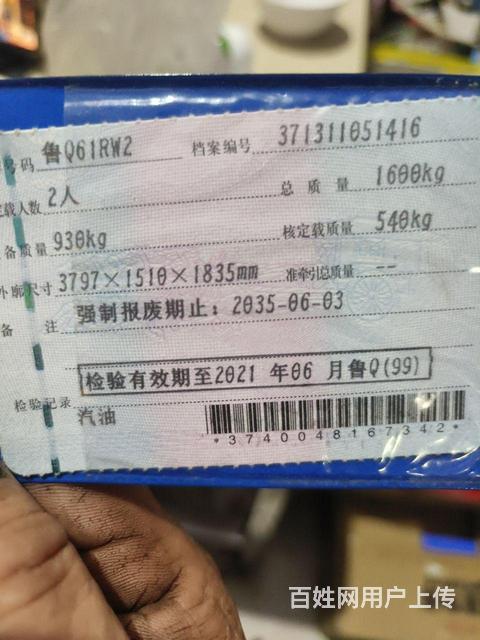 号码 鲁Q61RW2 档案编号 371311051416
定载人数 2人 总质量 1600kg
备质量 930kg 核定载质量 540kg
外廓尺寸 3797×1510×1835mm 准牵引总质量 --
备注 强制报废期止：2035-06-03
检验有效期至2021 年06 月鲁Q(99)
检验记录 汽油
*3740048167342*
百姓网用户上传